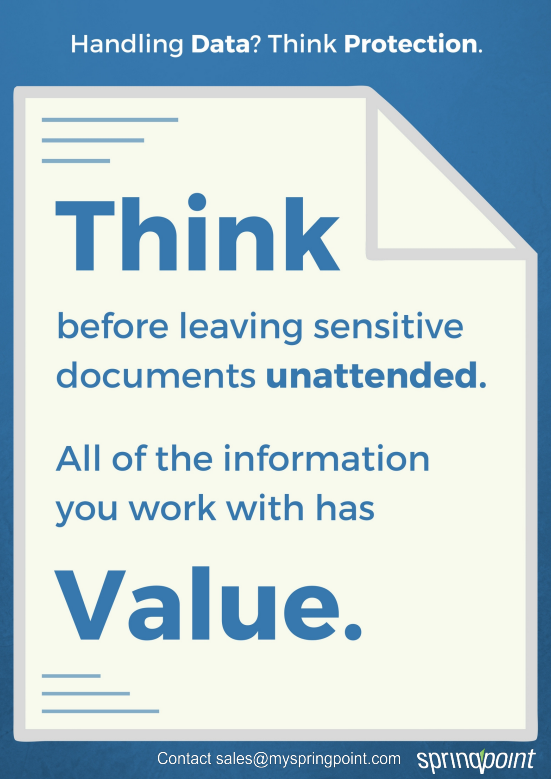 Handling Data? Think Protection.
Think
before leaving sensitive
documents unattended.
All of the information
you work with has
Value.
Contact sales@myspringpoint.com springpoint